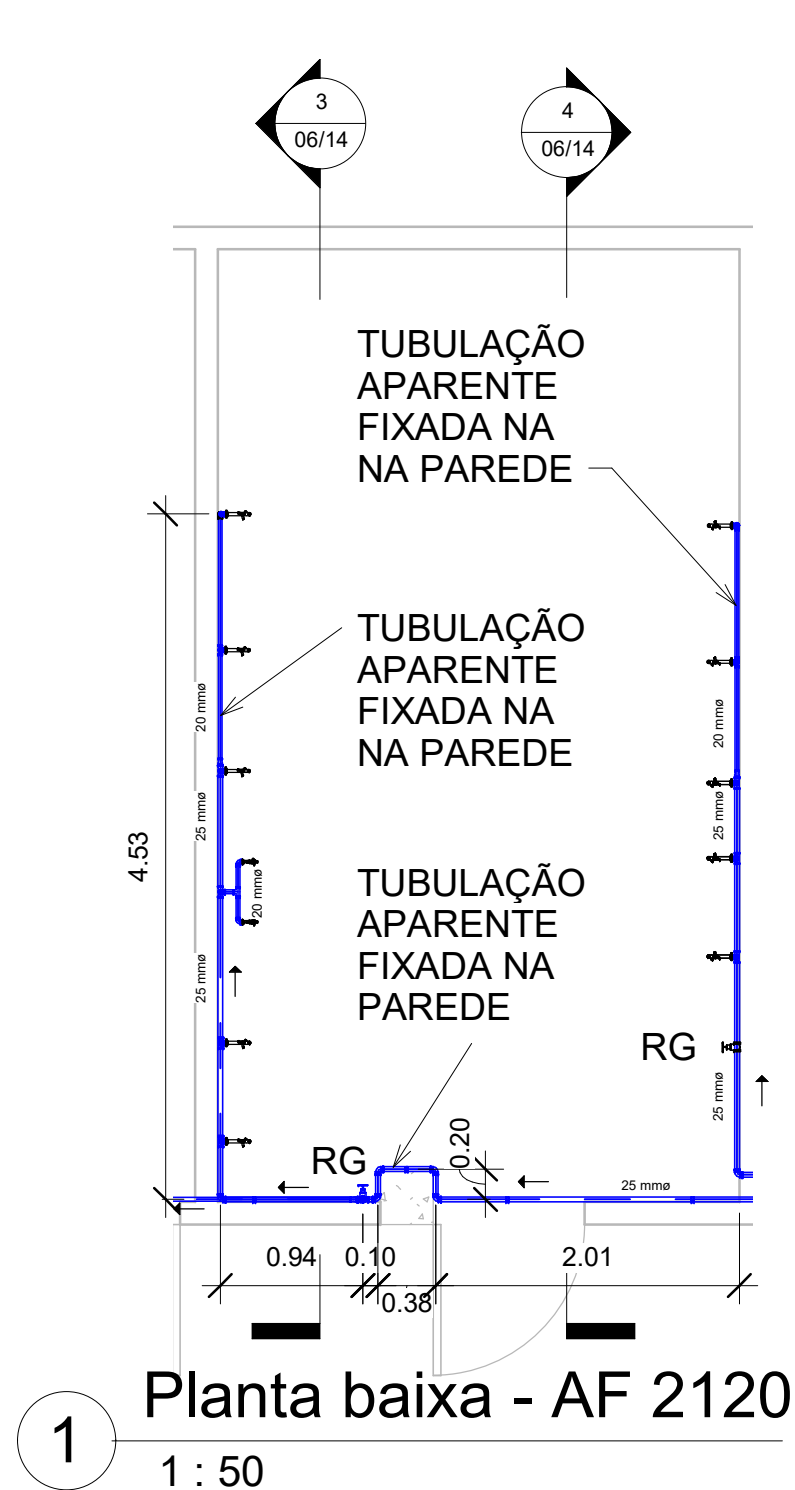 3
06/14
4
06/14
TUBULAÇÃO
APARENTE
FIXADA NA
NA PAREDE
TUBULAÇÃO
APARENTE
FIXADA NA
NA PAREDE
20 mmø
20 mmø
25 mmø
25 mmø
4.53
TUBULAÇÃO
APARENTE
FIXADA NA
PAREDE
20 mmø
25 mmø
RG
25 mmø
RG
0.20
25 mmø
0.94
0.10
0.38
2.01
1
Planta baixa - AF 2120
1 : 50